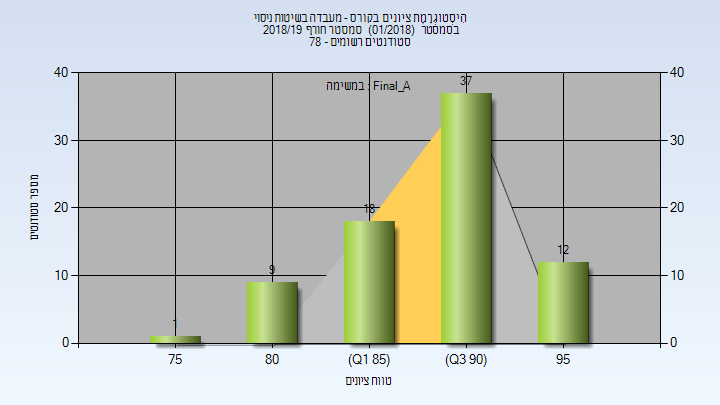 היסטוגרמת ציונים בקורס - מעבדה בשיטות ניסוי
בסמסטר (01/2018) סמסטר חורף 2018/19
סטודנטים רשומים - 78
במשימה : Final_A
40 40
30 30
20 20
10 10
0 0
37
18
12
9
1
מספר סטודנטים
75 80 (Q1 85) (Q3 90) 95
טווח ציונים